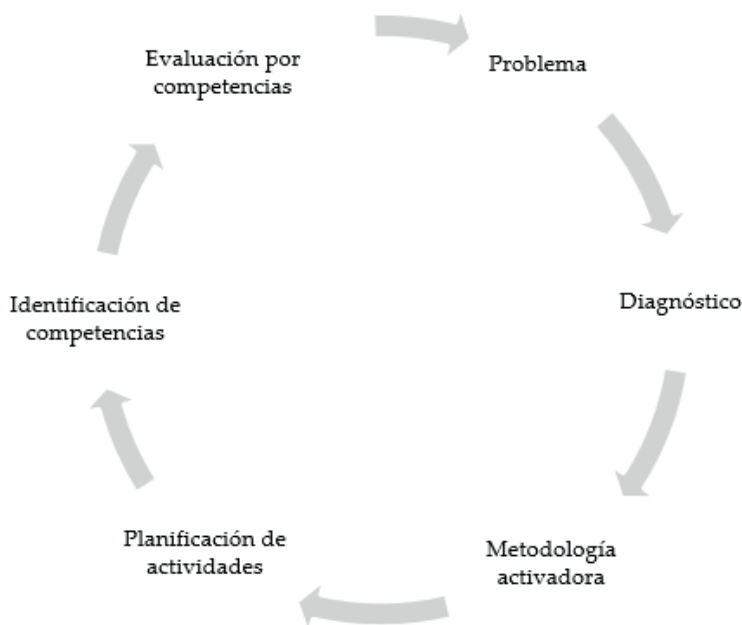 Evaluación por
competencias
Problema
Diagnóstico
Metodología
activadora
Planificación de
actividades
Identificación de
competencias